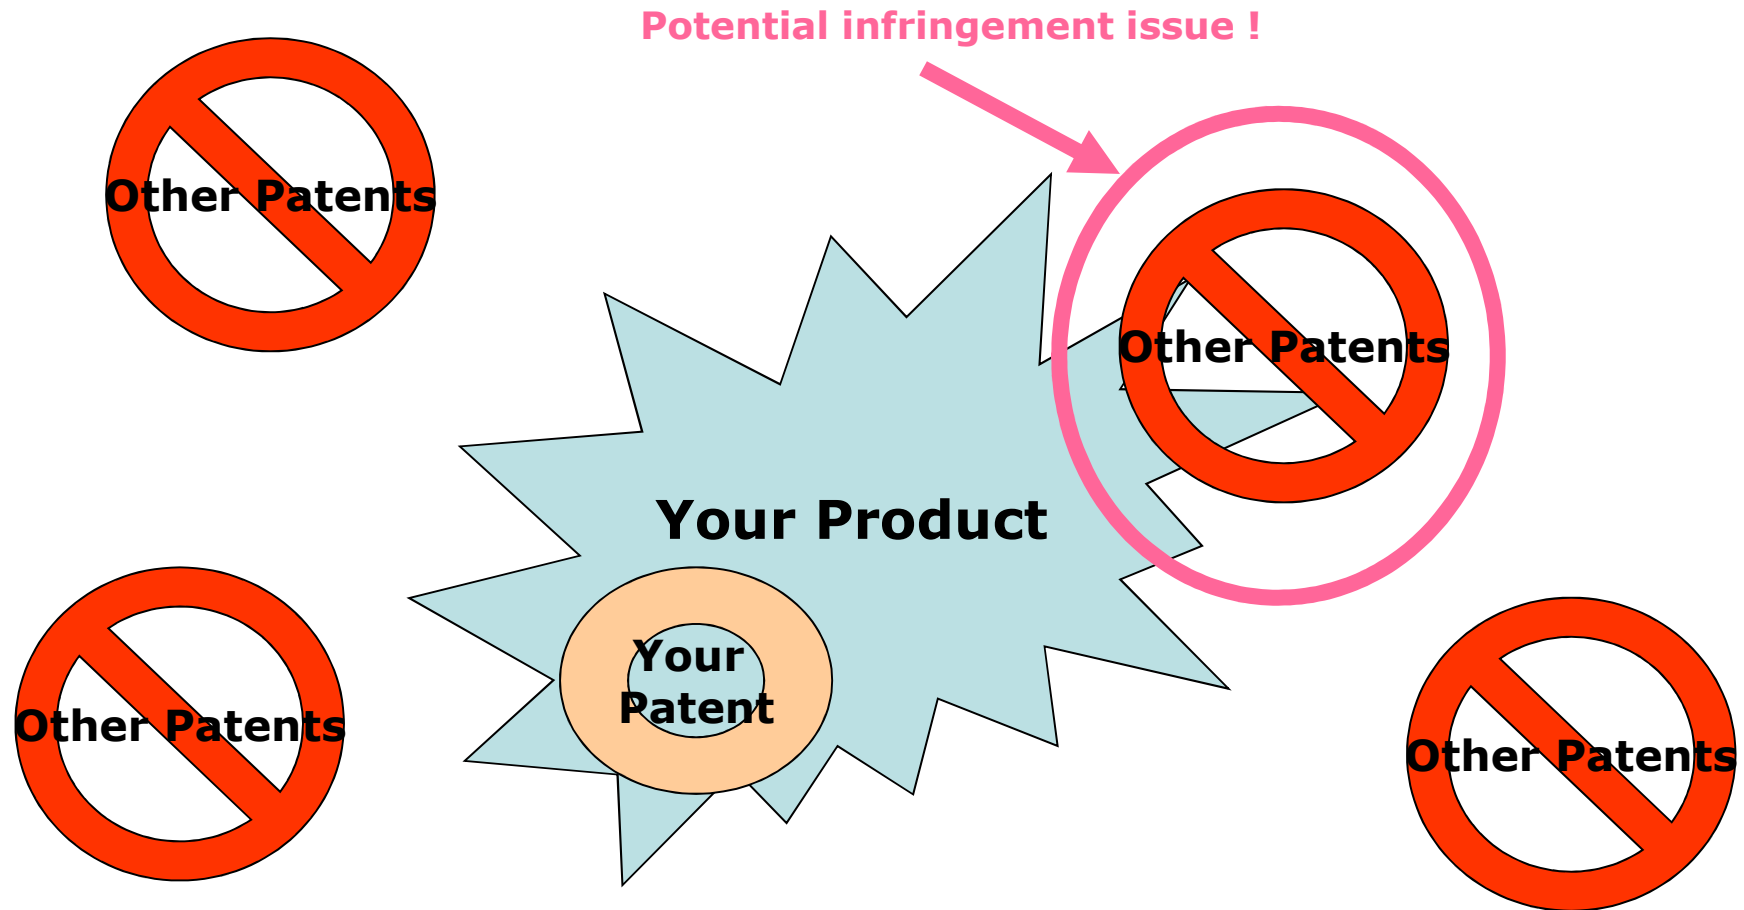 Potential infringement issue !
Other Patents
Other Patents
Your Product
Your
Patent
Other Patents
Other Patents